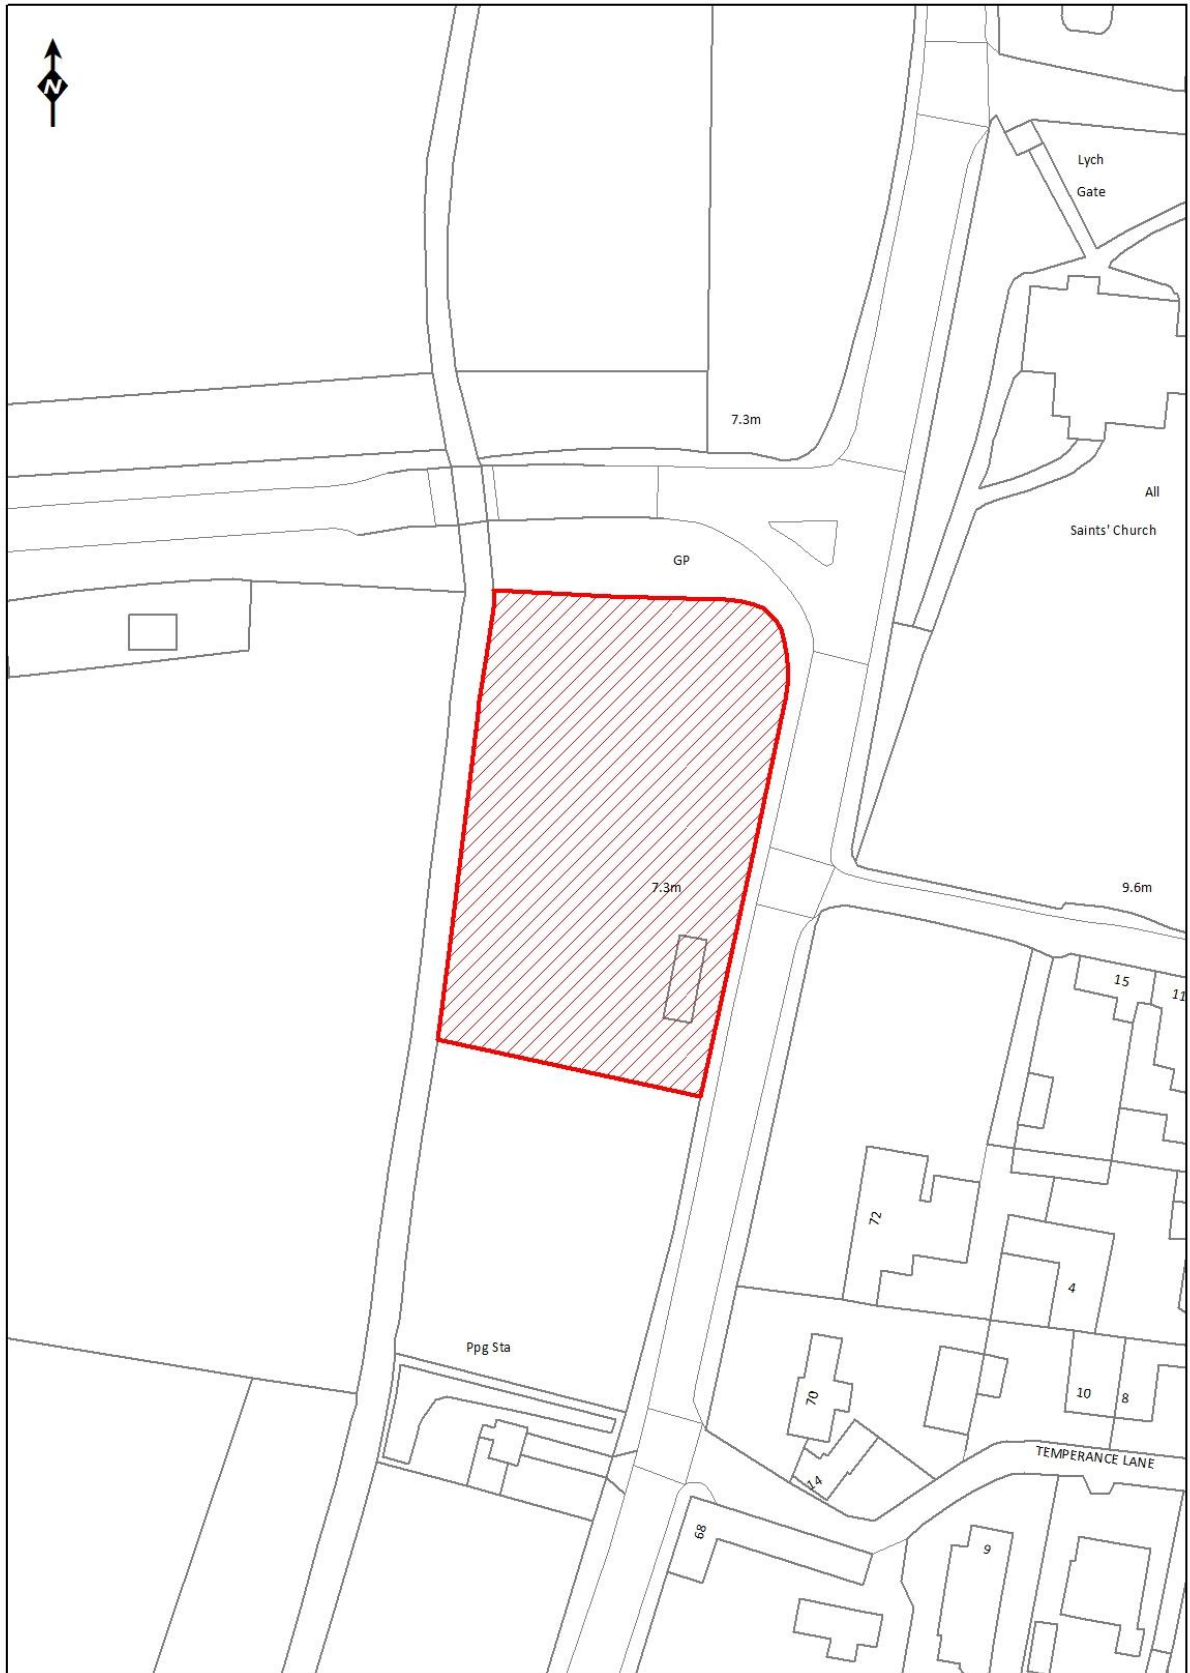 N
Lych
Gate
7.3m
All
Saints' Church
GP
7.3m
9.6m
15
11
72
4
Ppg Sta
70
10
8
TEMPERANCE LANE
14
68
9